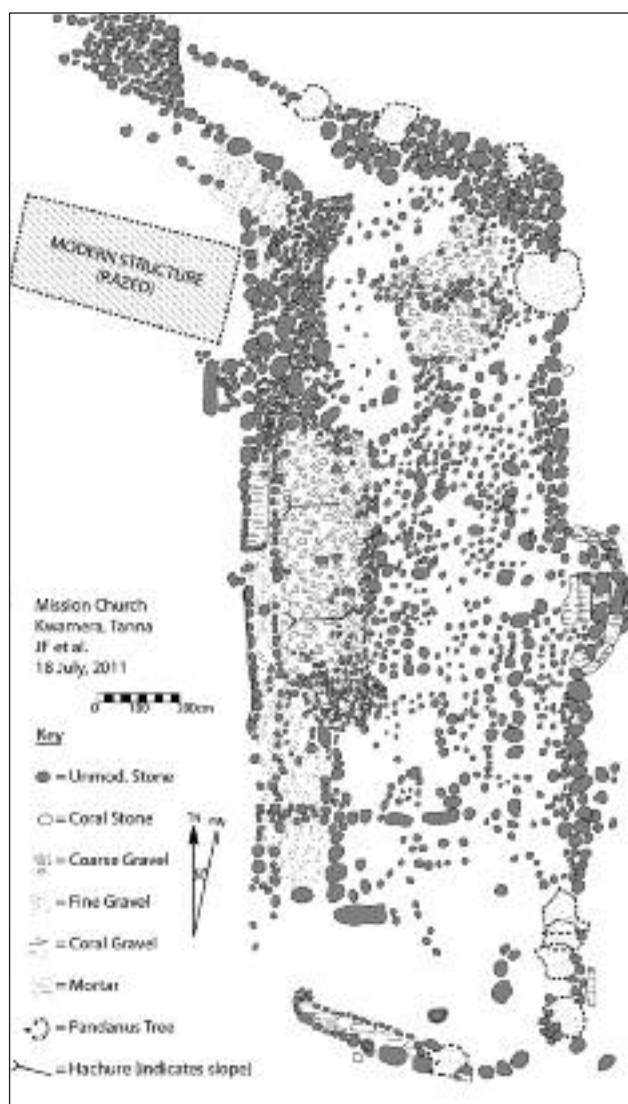 MODERN STRUCTURE
(RAZED)
Mission Church
Kwamera, Tanna
JF et al.
18 July, 2011
0 100 200cm
Key
= Unmod. Stone
= Coral Stone
TN
= Coarse Gravel
= Fine Gravel
= Coral Gravel
= Mortar
= Pandanus Tree
= Hachure (indicates slope)